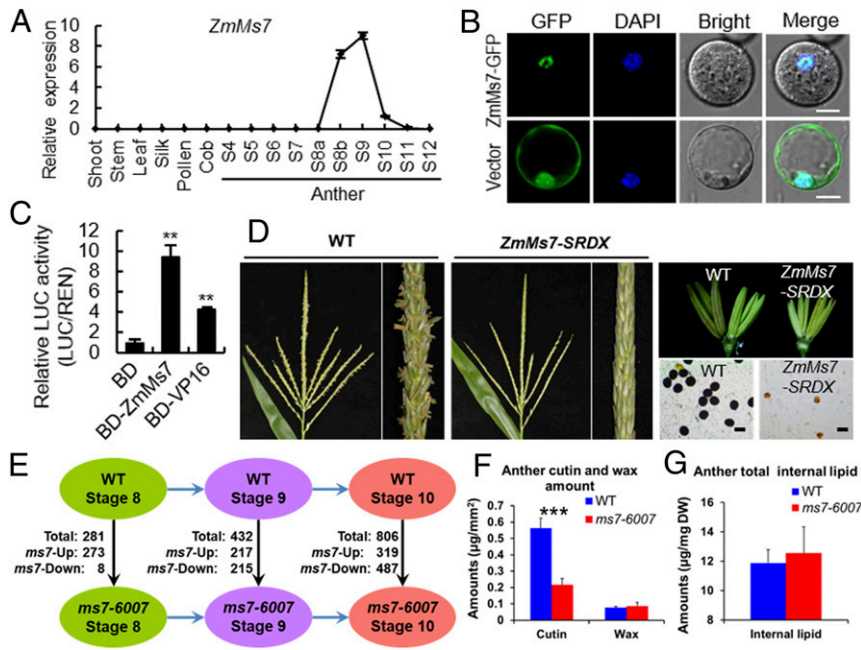 A
ZmMs7
Relative expression
10
8
6
4
2
0
Shoot
Stem
Leaf
Silk
Pollen
Cob
S4
S5
S6
S7
S8a
S8b
S9
S10
S11
S12
Anther
B
GFP DAPI Bright Merge
ZmMs7-GFP
Vector
C
Relative LUC activity
(LUC/REN)
12
10
8
6
4
2
0
**
**
BD
BD-ZmMs7
BD-VP16
D
WT ZmMs7-SRDX
WT ZmMs7
-SRDX
WT ZmMs7
-SRDX
E
WT
Stage 8
WT
Stage 9
WT
Stage 10
Total: 281
ms7-Up: 273
ms7-Down: 8
Total: 432
ms7-Up: 217
ms7-Down: 215
Total: 806
ms7-Up: 319
ms7-Down: 487
ms7-6007
Stage 8
ms7-6007
Stage 9
ms7-6007
Stage 10
F
Anther cutin and wax
amount
WT
ms7-6007
Amounts (µg/mm²)
0.7
0.6
0.5
0.4
0.3
0.2
0.1
0
***
Cutin Wax
G
Anther total internal lipid
WT
ms7-6007
Amounts (µg/mg DW)
16
14
12
10
8
Internal lipid